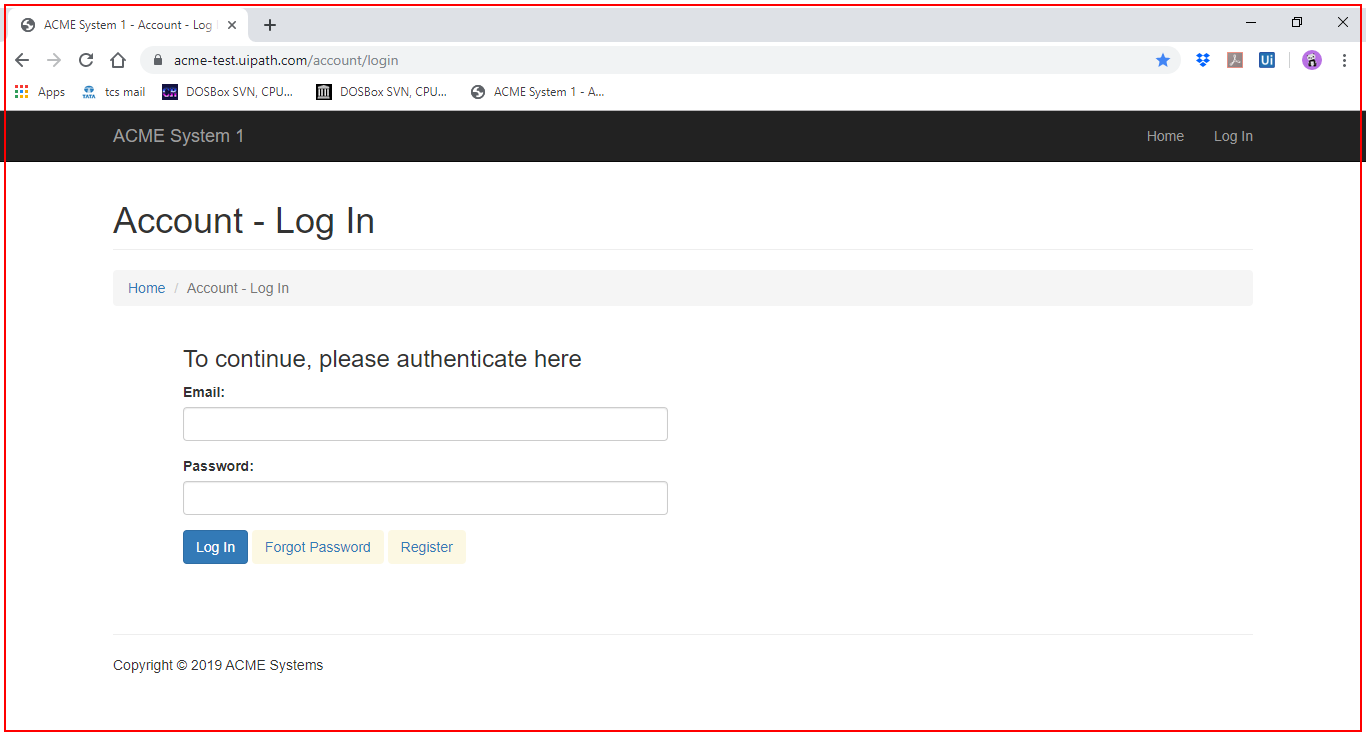 ACME System 1 - Account - Log
acme-test.uipath.com/account/login
Ui
Apps TATA tcs mail DOSBox SVN, CPU... DOSBox SVN, CPU... ACME System 1 - A...
ACME System 1 Home Log In
Account - Log In
Home / Account - Log In
To continue, please authenticate here
Email:
Password:
Log In Forgot Password Register
Copyright © 2019 ACME Systems